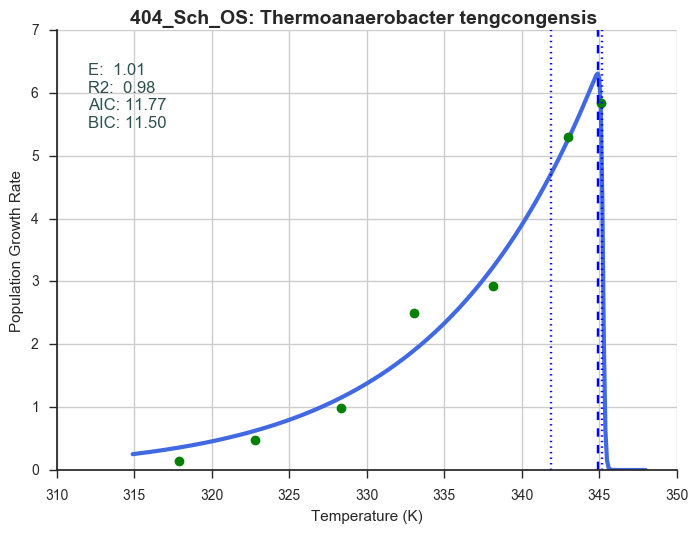 404_Sch_OS: Thermoanaerobacter tengcongensis
E:  1.01
R2:  0.98
AIC: 11.77
BIC: 11.50
Population Growth Rate
7
6
5
4
3
2
1
0
310 315 320 325 330 335 340 345 350
Temperature (K)